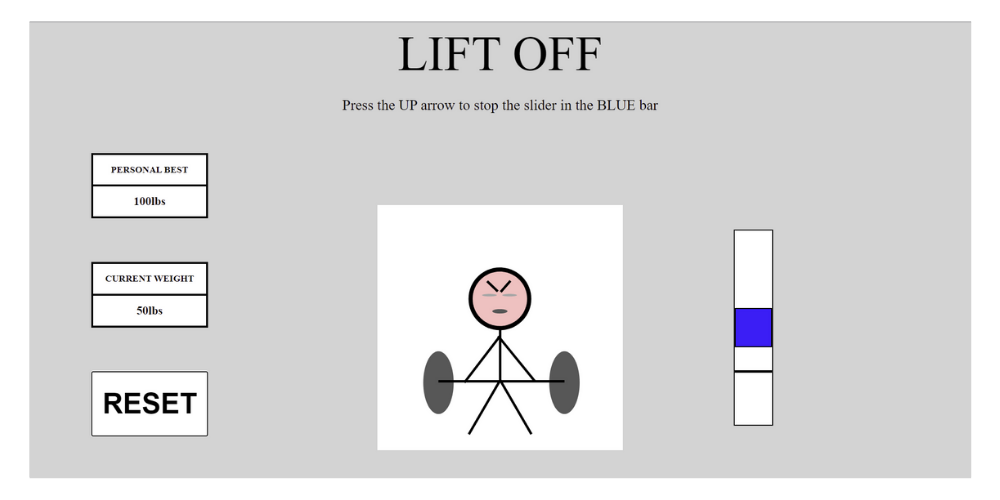 LIFT OFF
Press the UP arrow to stop the slider in the BLUE bar
PERSONAL BEST
100lbs
CURRENT WEIGHT
50lbs
RESET